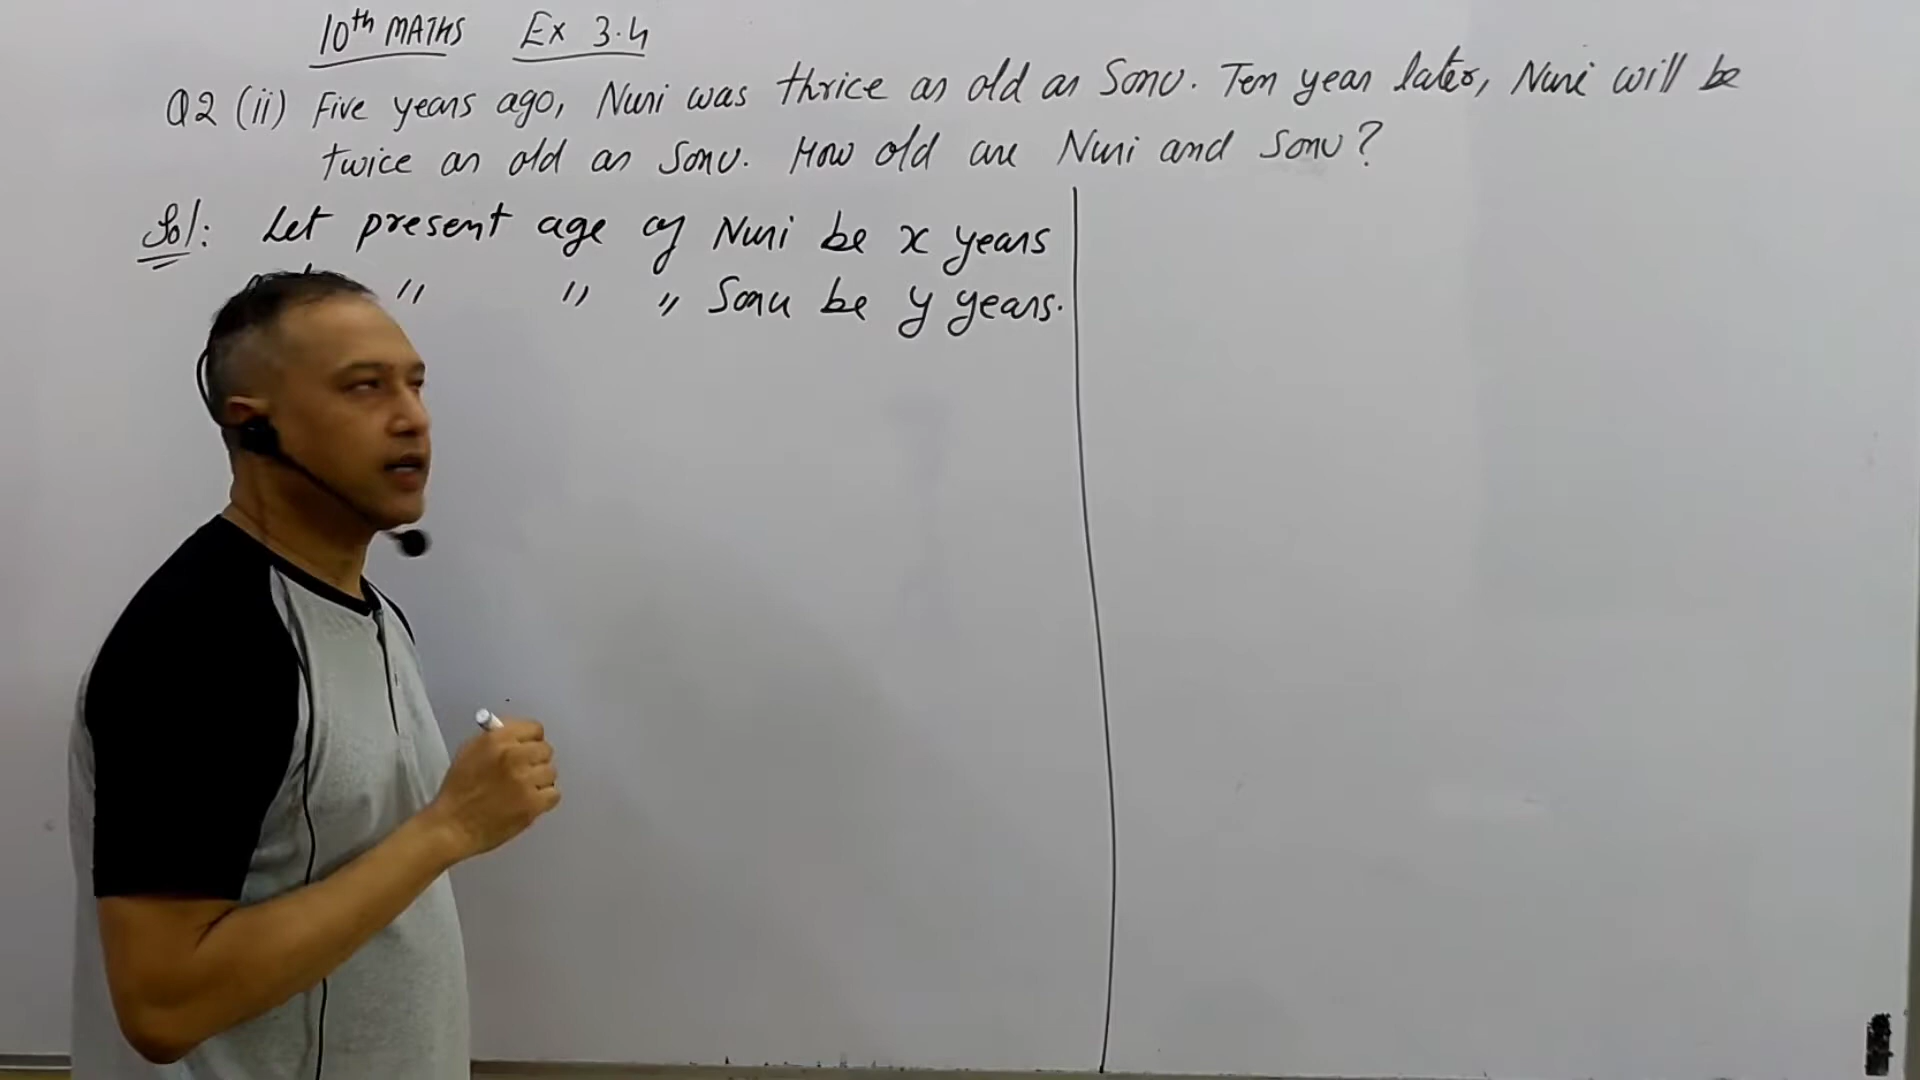 10th MATHS Ex 3.4
Q2 (ii) Five years ago, Nuri was thrice as old as Sonu. Ten year later, Nuri will be
twice as old as Sonu. How old are Nuri and Sonu?
Sol: Let present age of Nuri be x years
" " " Sonu be y years.